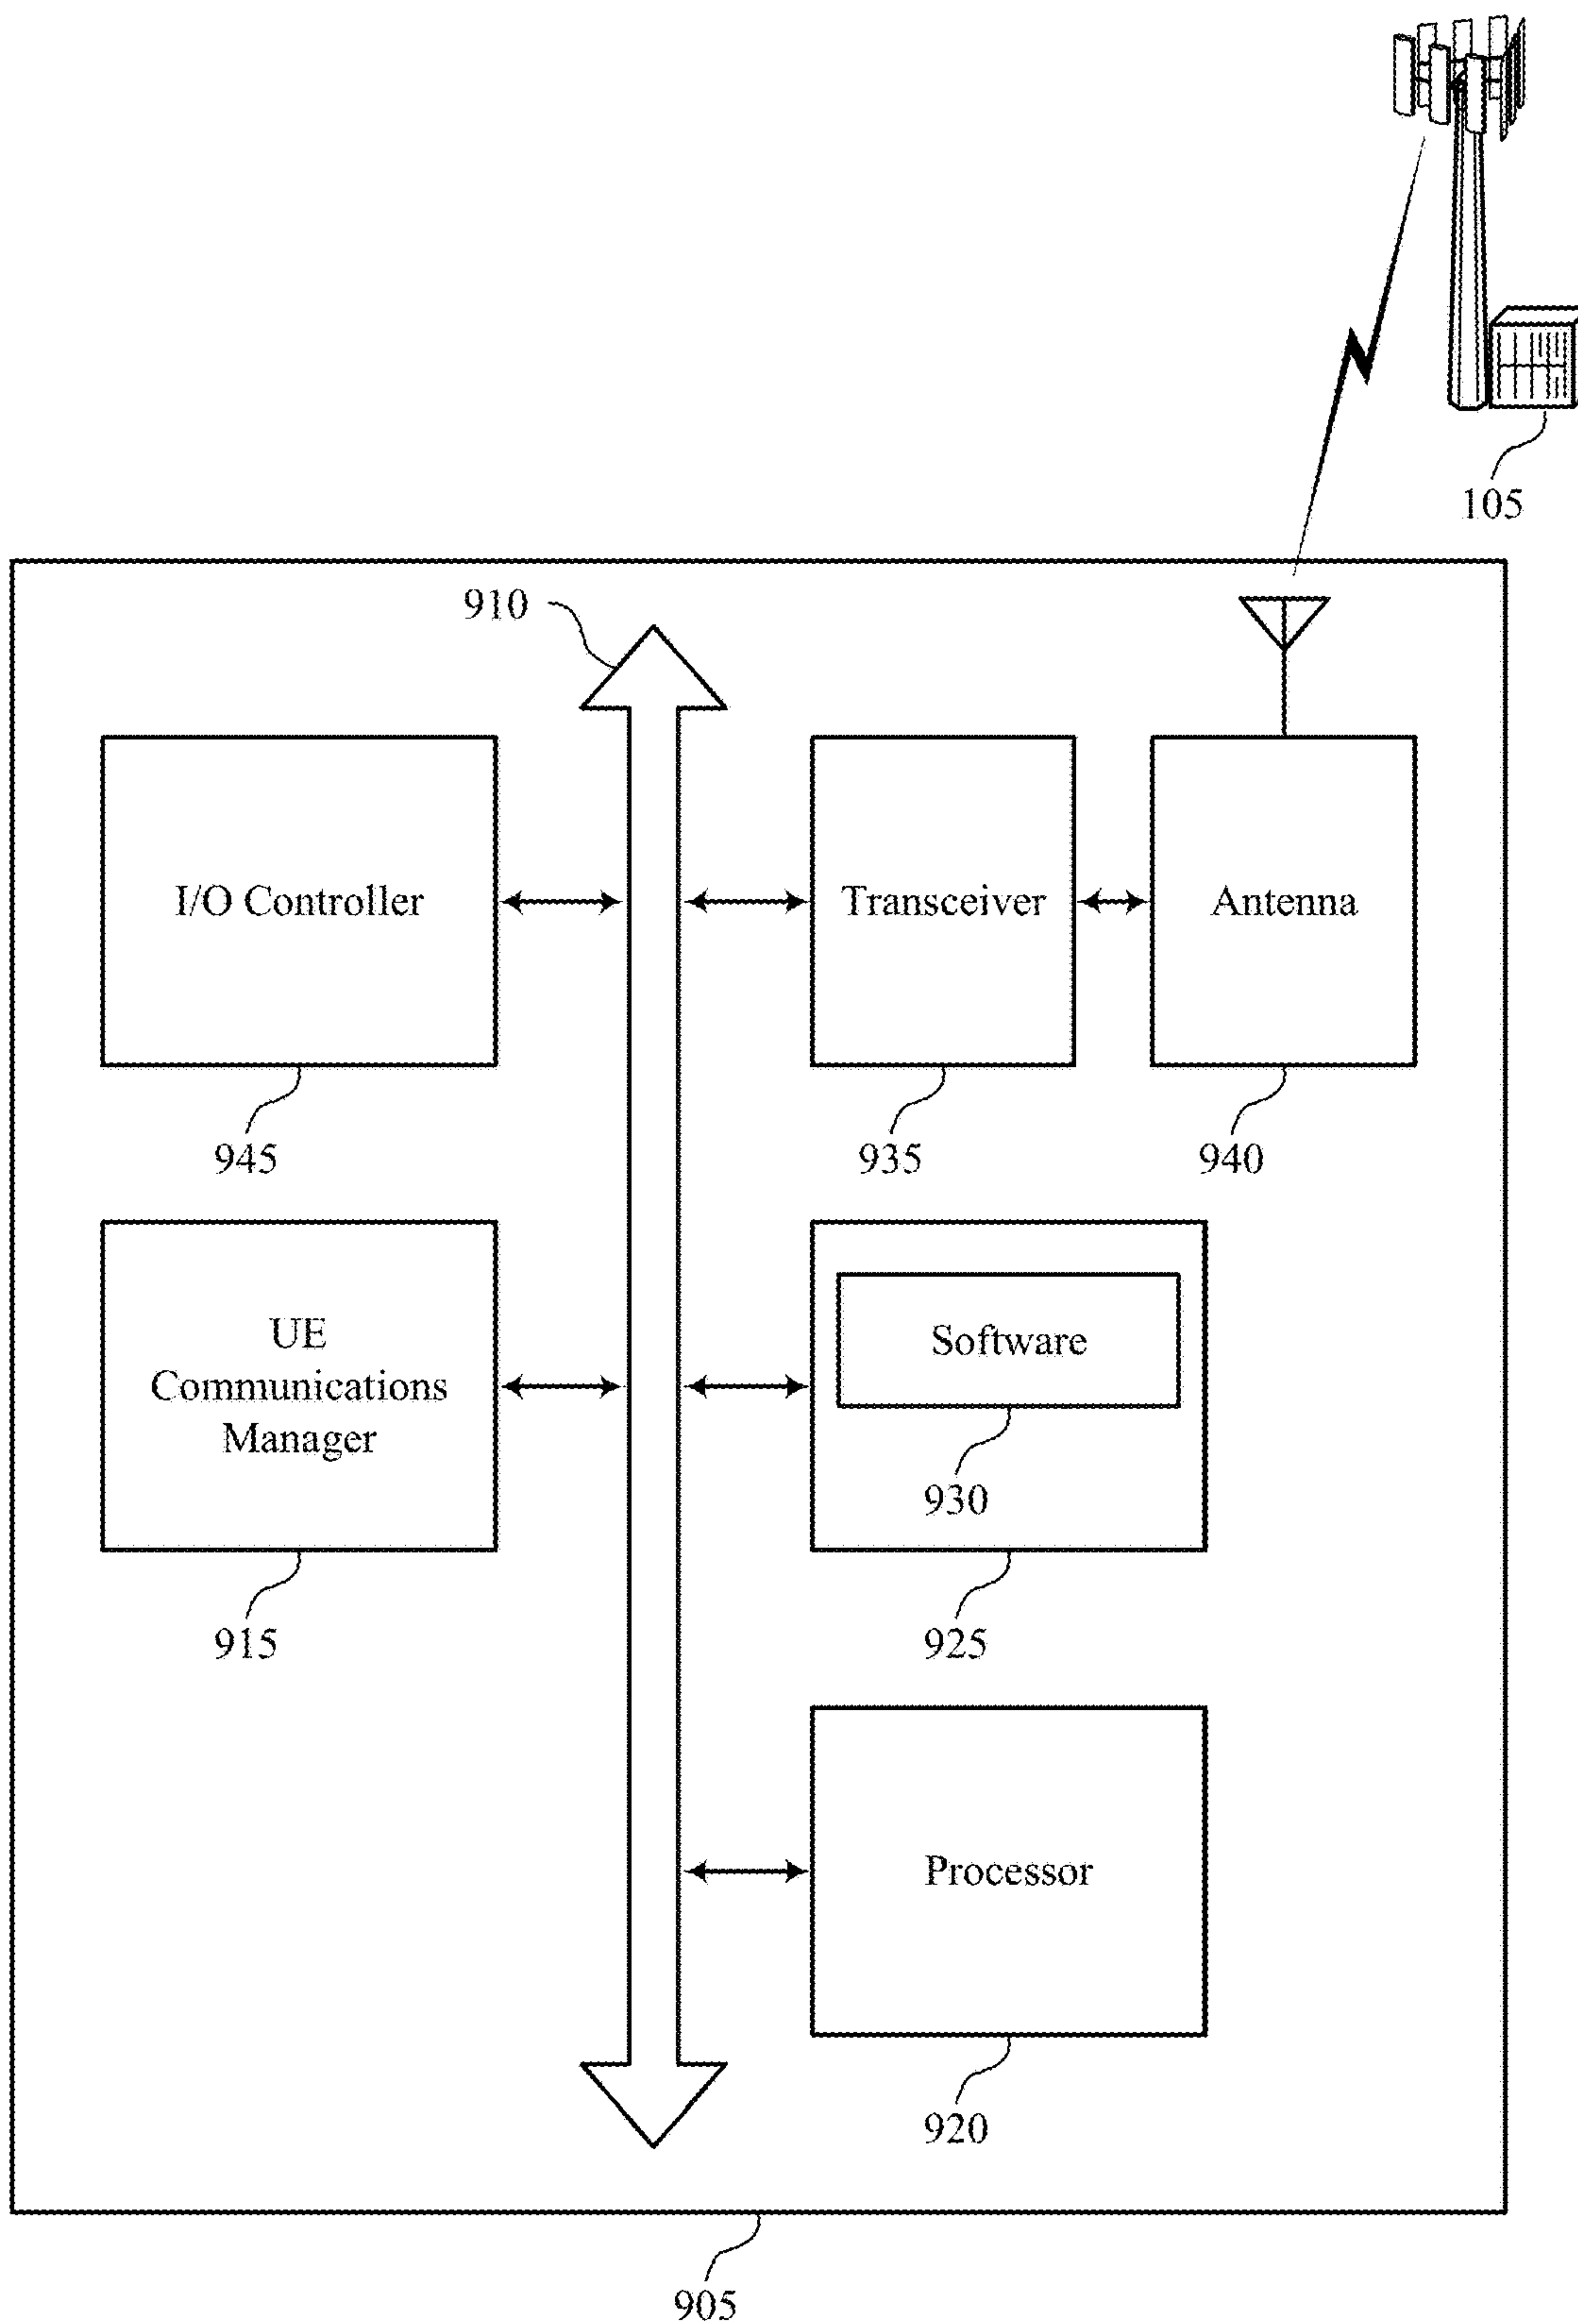 105
910
I/O Controller
Transceiver
Antenna
945
935
940
UE
Communications
Manager
Software
930
915
925
Processor
920
905